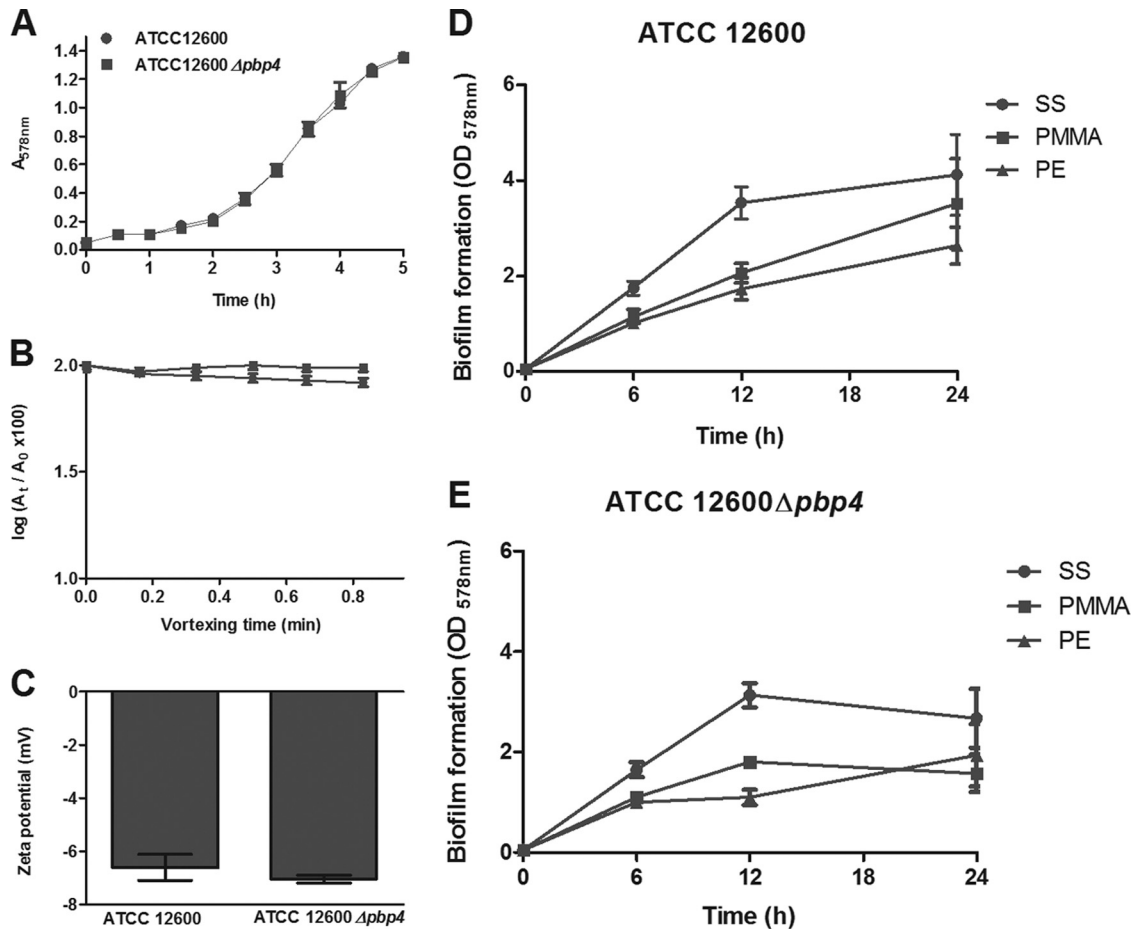 A
ATCC12600
ATCC12600 Δpbp4
1.4
1.2
1.0
0.8
0.6
0.4
0.2
0.0
A578nm
0 1 2 3 4 5
Time (h)
B
2.0
1.5
1.0
log (At / A0 x100)
0.0 0.2 0.4 0.6 0.8
Vortexing time (min)
C
0
-2
-4
-6
-8
Zeta potential (mV)
ATCC 12600 ATCC 12600 Δpbp4
D
ATCC 12600
6
4
2
0
Biofilm formation (OD 578nm)
0 6 12 18 24
Time (h)
SS
PMMA
PE
E
ATCC 12600Δpbp4
6
4
2
0
Biofilm formation (OD 578nm)
0 6 12 18 24
Time (h)
SS
PMMA
PE